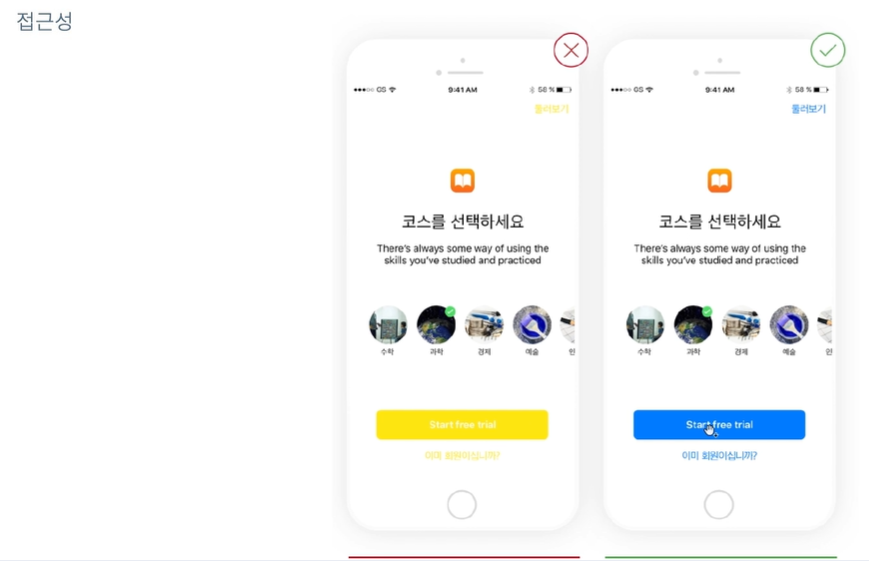 접근성
GS
9:41 AM
58 %
둘러보기
코스를 선택하세요
There's always some way of using the
skills you've studied and practiced
수학
과학
경제
예술
Start free trial
이미 회원이십니까?
GS
9:41 AM
58 %
둘러보기
코스를 선택하세요
There's always some way of using the
skills you've studied and practiced
수학
과학
경제
예술
Start free trial
이미 회원이십니까?